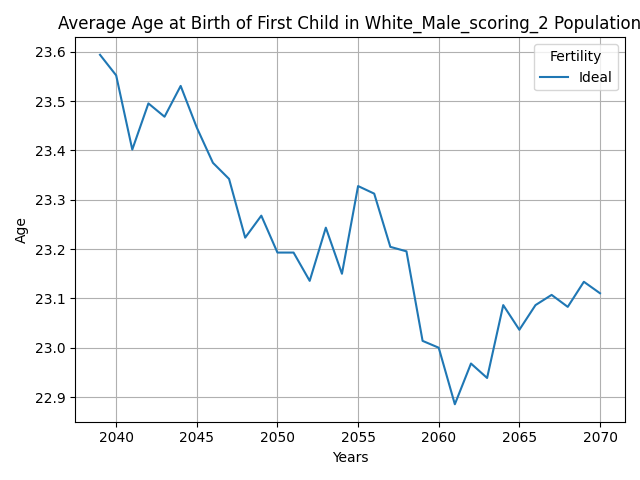 Average Age at Birth of First Child in White_Male_scoring_2 Population
Fertility
Ideal
23.6
23.5
23.4
23.3
23.2
23.1
23.0
22.9
Age
2040 2045 2050 2055 2060 2065 2070
Years